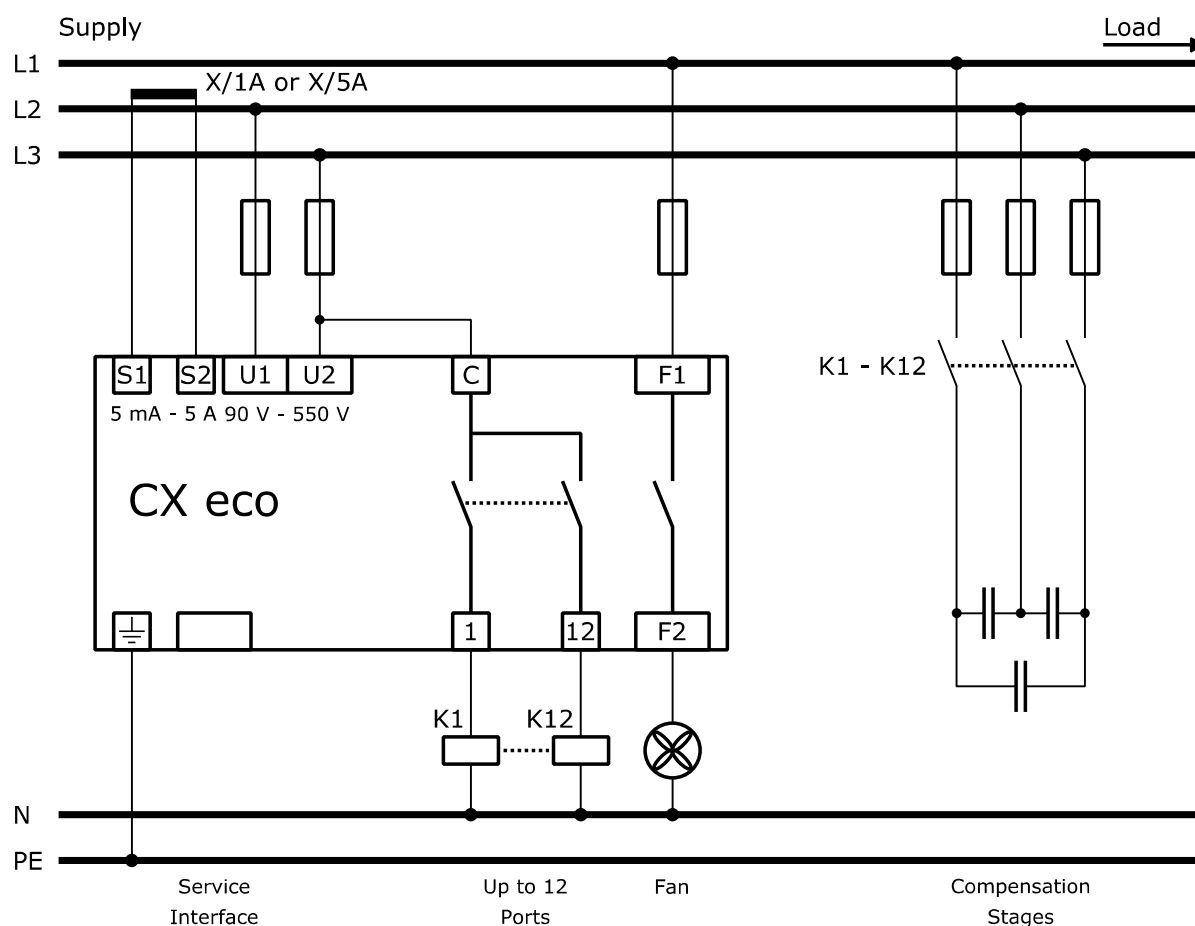 Supply
Load
L1
X/1A or X/5A
L2
L3
S1 S2 U1 U2 C F1
K1 - K12
5 mA - 5 A 90 V - 550 V
CX eco
1 12 F2
K1 K12
N
PE
Service Up to 12 Fan Compensation
Interface Ports Stages